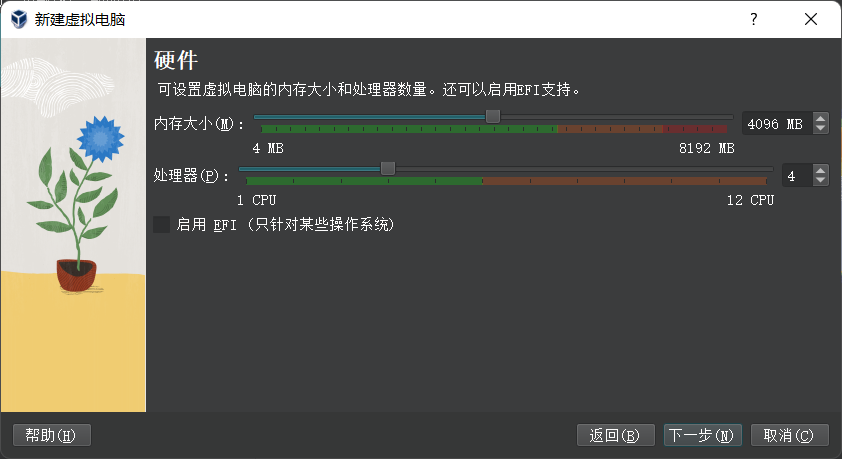 新建虚拟电脑
硬件
可设置虚拟电脑的内存大小和处理器数量。还可以启用EFI支持。
内存大小(M)： 4096 MB
4 MB 8192 MB
处理器(P)： 4
1 CPU 12 CPU
启用 EFI (只针对某些操作系统)
帮助(H) 返回(B) 下一步(N) 取消(C)